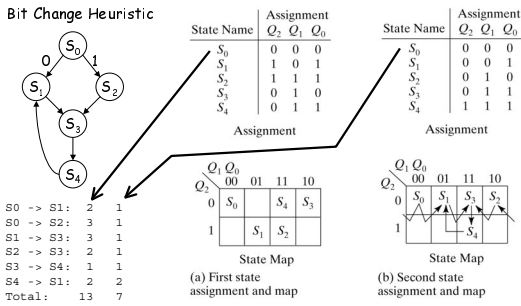 Bit Change Heuristic
S0
0 1
S1 S2
S3
S4
S0 -> S1: 2 1
S0 -> S2: 3 1
S1 -> S3: 3 1
S2 -> S3: 2 1
S3 -> S4: 1 1
S4 -> S1: 2 2
Total: 13 7
Assignment
State Name Q2 Q1 Q0
S0 0 0 0
S1 1 0 1
S2 1 1 1
S3 0 1 0
S4 0 1 1
Assignment
Q1 Q0
Q2 00 01 11 10
0 S0 S4 S3
1 S1 S2
State Map
(a) First state
assignment and map
Assignment
State Name Q2 Q1 Q0
S0 0 0 0
S1 0 0 1
S2 0 1 0
S3 0 1 1
S4 1 1 1
Assignment
Q1 Q0
Q2 00 01 11 10
0 S0 S1 S3 S2
1 S4
State Map
(b) Second state
assignment and map